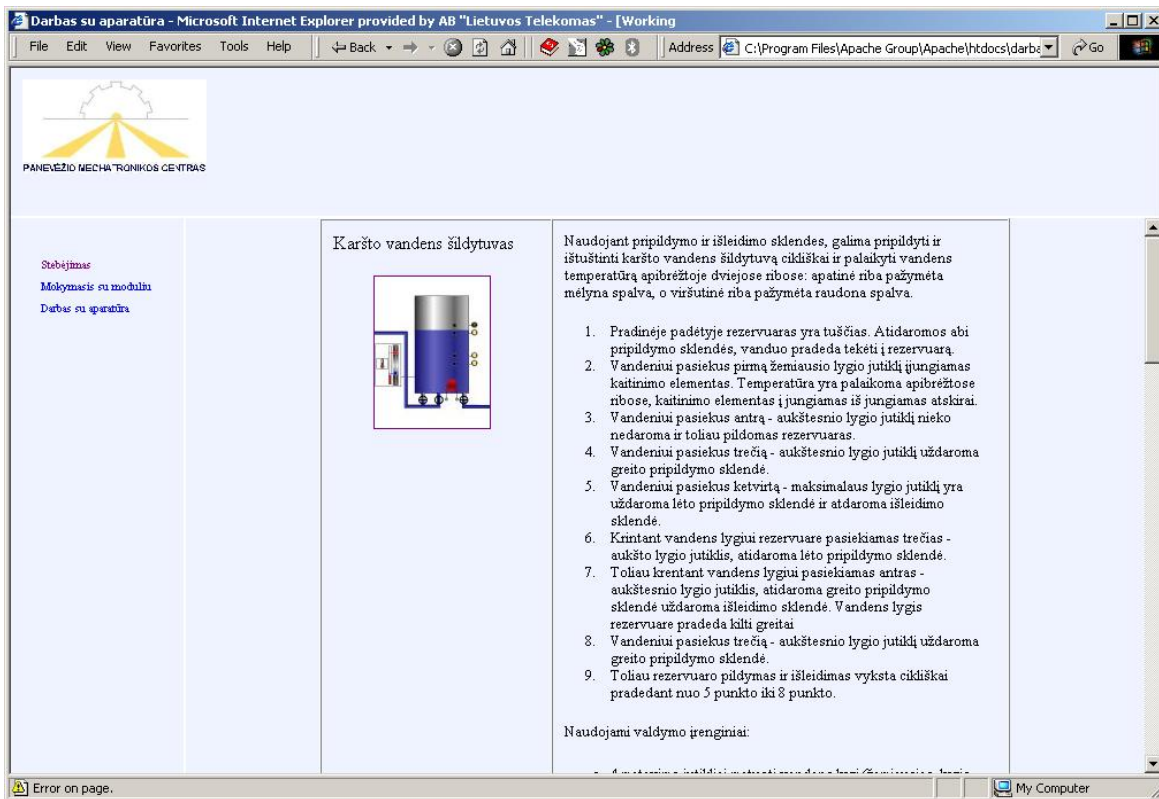 Darbas su aparatūra - Microsoft Internet Explorer provided by AB "Lietuvos Telekomas" - [Working
File Edit View Favorites Tools Help Back Address C:\Program Files\Apache Group\Apache\htdocs\darba Go
PANEVĖŽIO MECHATRONIKOS CENTRAS
Stebėjimas
Mokymasis su moduliu
Darbas su aparatūra
Karšto vandens šildytuvas
Naudojant pripildymo ir išleidimo sklendes, galima pripildyti ir
ištuštinti karšto vandens šildytuvą cikliškai ir palaikyti vandens
temperatūrą apibrėžtoje dviejose ribose: apatinė riba pažymėta
mėlyna spalva, o viršutinė riba pažymėta raudona spalva.
1. Pradinėje padėtyje rezervuaras yra tuščias. Atidaromos abi
pripildymo sklendės, vanduo pradeda tekėti į rezervuarą.
2. Vandeniui pasiekus pirmą žemiausio lygio jutiklį įjungiamas
kaitinimo elementas. Temperatūra yra palaikoma apibrėžtose
ribose, kaitinimo elementas įjungiamas išjungiamas atskirai.
3. Vandeniui pasiekus antrą - aukštesnio lygio jutiklį nieko
nedaroma ir toliau pildomas rezervuaras.
4. Vandeniui pasiekus trečią - aukštesnio lygio jutiklį uždaroma
greito pripildymo sklendė.
5. Vandeniui pasiekus ketvirtą - maksimalaus lygio jutiklį yra
uždaroma lėto pripildymo sklendė ir atdaroma išleidimo
sklendė.
6. Krintant vandens lygiui rezervuare pasiekiamas trečias -
aukšto lygio jutiklis, atidaroma lėto pripildymo sklendė.
7. Toliau krentant vandens lygiui pasiekiamas antras -
aukštesnio lygio jutiklis, atidaroma greito pripildymo
sklendė uždaroma išleidimo sklendė. Vandens lygis
rezervuare pradeda kilti greitai
8. Vandeniui pasiekus trečią - aukštesnio lygio jutiklį uždaroma
greito pripildymo sklendė.
9. Toliau rezervuaro pildymas ir išleidimas vyksta cikliškai
pradedant nuo 5 punkto iki 8 punkto.
Naudojami valdymo įrenginiai:
Error on page.
My Computer